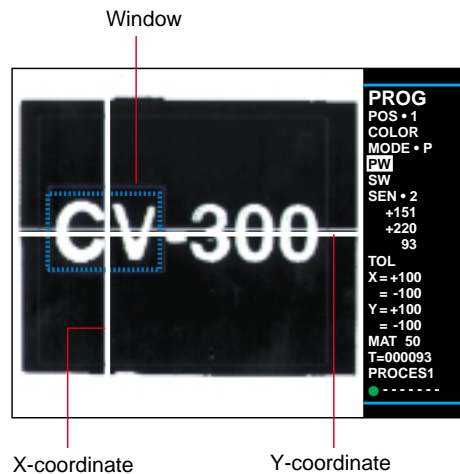 Window
CV-300
PROG
POS • 1
COLOR
MODE • P
PW
SW
SEN • 2
+151
+220
93
TOL
X = +100
= -100
Y = +100
= -100
MAT 50
T=000093
PROCES1
● - - - - - - -
X-coordinate
Y-coordinate